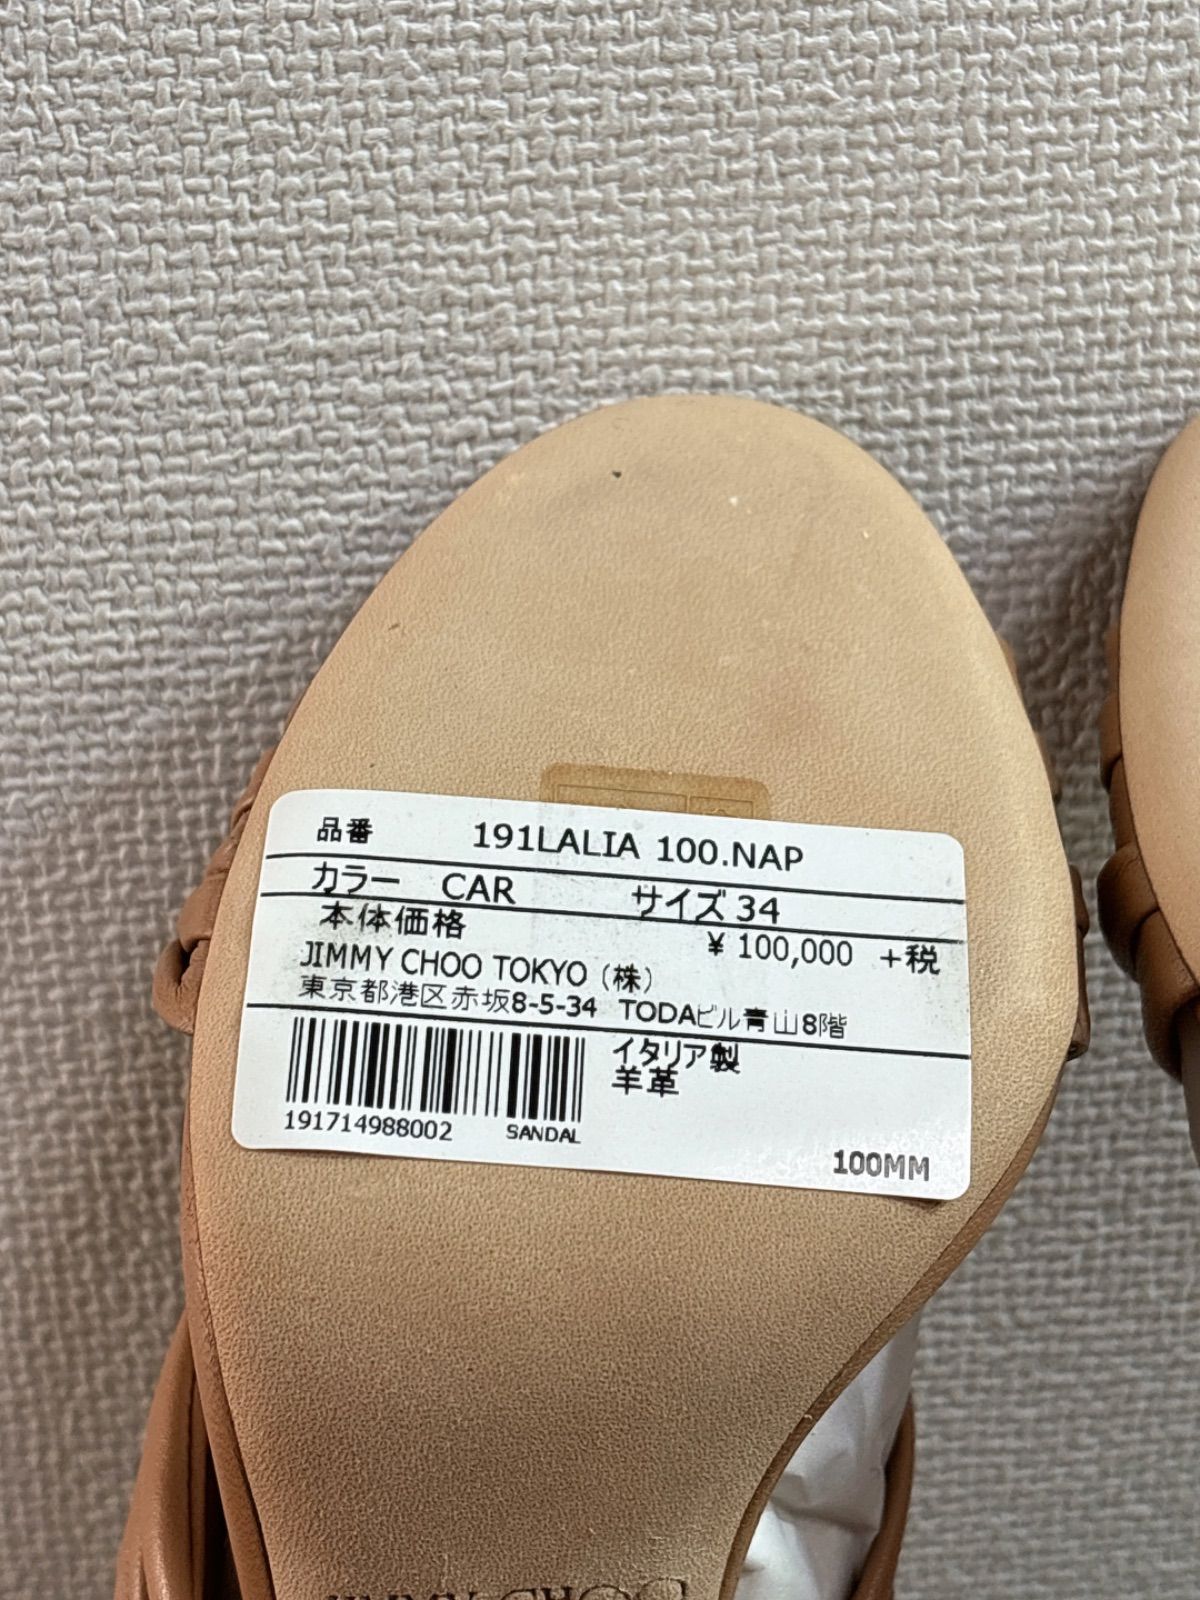 品番 191LALIA 100.NAP
カラー CAR サイズ 34
本体価格 ¥ 100,000 +税
JIMMY CHOO TOKYO (株)
東京都港区赤坂8-5-34 TODAビル青山8階
イタリア製
羊革
191714988002 SANDAL
100MM
JIMMY CHOO